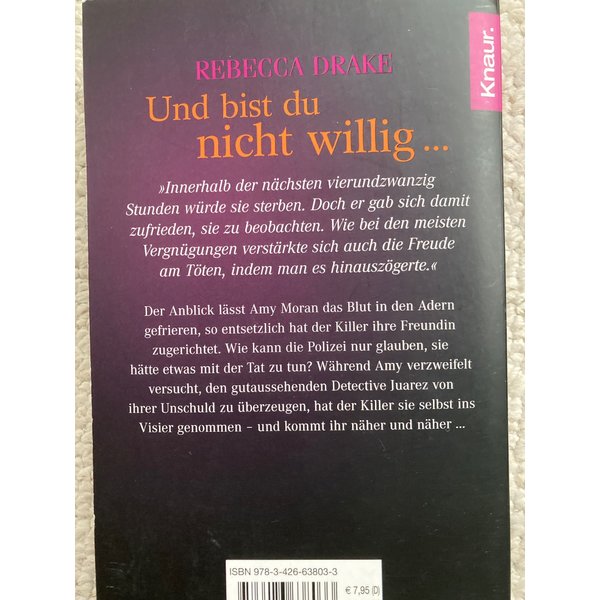 Knaur.
REBECCA DRAKE
Und bist du
nicht willig ...
»Innerhalb der nächsten vierundzwanzig
Stunden würde sie sterben. Doch er gab sich damit
zufrieden, sie zu beobachten. Wie bei den meisten
Vergnügungen verstärkte sich auch die Freude
am Töten, indem man es hinauszögerte.«
Der Anblick lässt Amy Moran das Blut in den Adern
gefrieren, so entsetzlich hat der Killer ihre Freundin
zugerichtet. Wie kann die Polizei nur glauben, sie
hätte etwas mit der Tat zu tun? Während Amy verzweifelt
versucht, den gutaussehenden Detective Juarez von
ihrer Unschuld zu überzeugen, hat der Killer sie selbst ins
Visier genommen – und kommt ihr näher und näher ...
ISBN 978-3-426-63803-3
€ 7,95 (D)